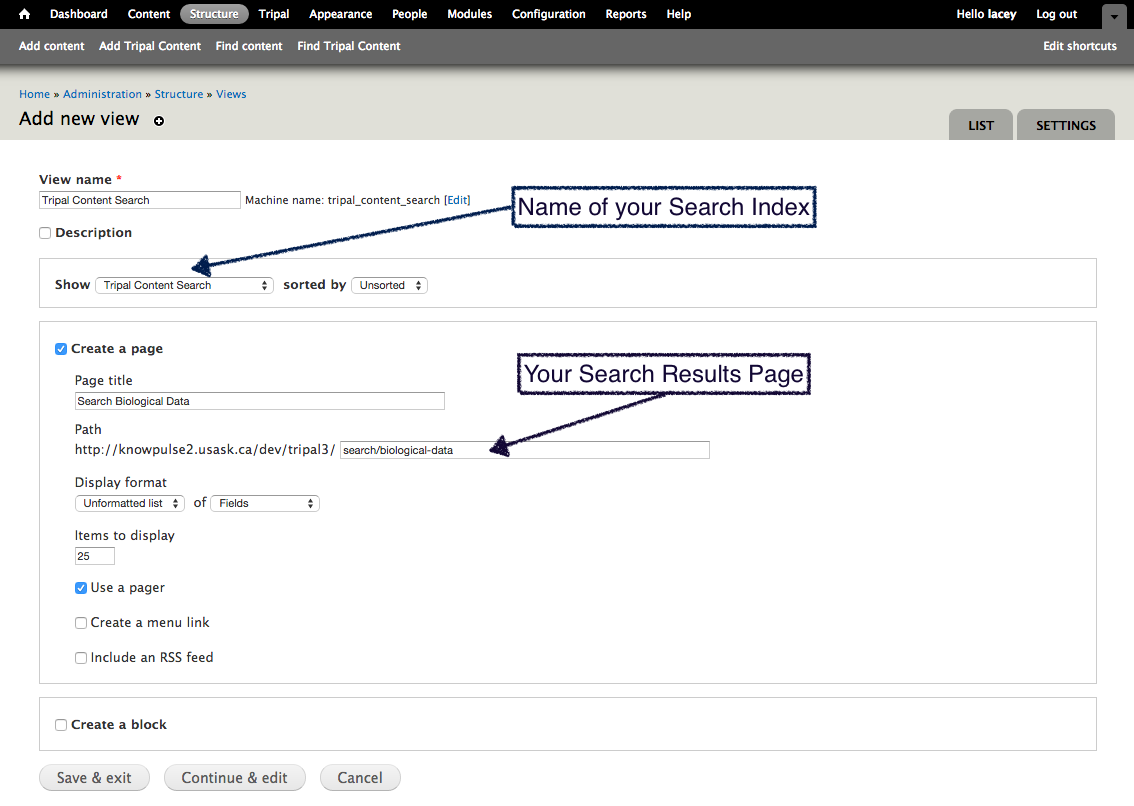 Dashboard Content Structure Tripal Appearance People Modules Configuration Reports Help Hello lacey Log out
Add content Add Tripal Content Find content Find Tripal Content Edit shortcuts
Home » Administration » Structure » Views
Add new view
LIST SETTINGS
View name *
Tripal Content Search Machine name: tripal_content_search [Edit]
Name of your Search Index
Description
Show Tripal Content Search sorted by Unsorted
Create a page
Your Search Results Page
Page title
Search Biological Data
Path
http://knowpulse2.usask.ca/dev/tripal3/ search/biological-data
Display format
Unformatted list of Fields
Items to display
25
Use a pager
Create a menu link
Include an RSS feed
Create a block
Save & exit Continue & edit Cancel